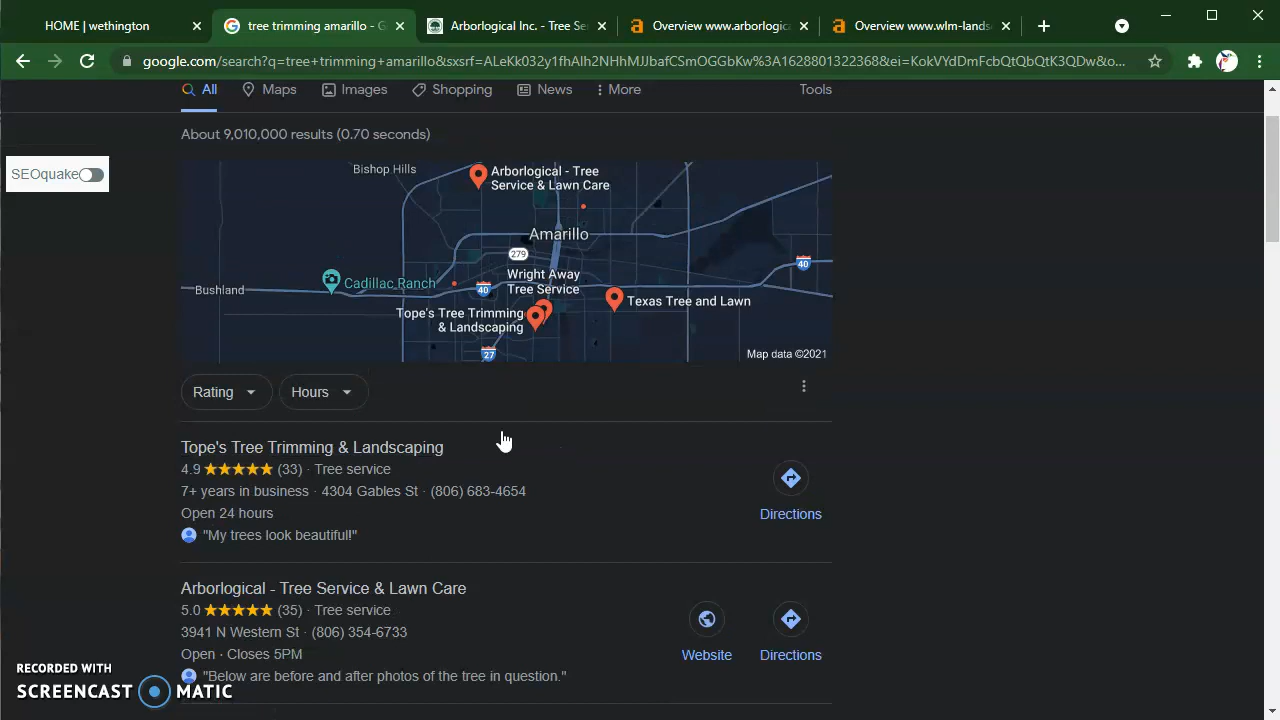 HOME | wethington
tree trimming amarillo - G
Arborlogical Inc. - Tree Se
Overview www.arborlogica
Overview www.wlm-lands
google.com/search?q=tree+trimming+amarillo&sxsrf=ALeKk032y1fhAlh2NHhMJJbafCSmOGGbKw%3A1628801322368&ei=KokVYdDmFcbQtQbQtK3QDw&o...
All
Maps
Images
Shopping
News
More
Tools
About 9,010,000 results (0.70 seconds)
SEOquake
Bishop Hills
Arborlogical - Tree
Service & Lawn Care
Amarillo
279
40
Wright Away
Tree Service
Cadillac Ranch
Bushland
40
Texas Tree and Lawn
Tope's Tree Trimming
& Landscaping
27
Map data ©2021
Rating
Hours
Tope's Tree Trimming & Landscaping
4.9 (33) · Tree service
7+ years in business · 4304 Gables St · (806) 683-4654
Open 24 hours
"My trees look beautiful!"
Directions
Arborlogical - Tree Service & Lawn Care
5.0 (35) · Tree service
3941 N Western St · (806) 354-6733
Open · Closes 5PM
"Below are before and after photos of the tree in question."
Website
Directions
RECORDED WITH
SCREENCAST MATIC